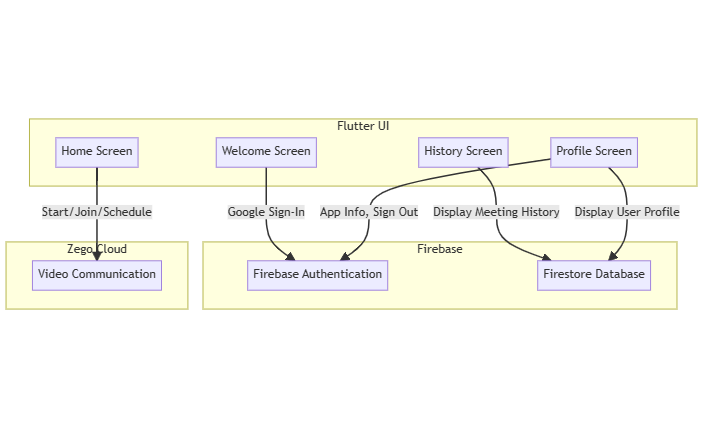 Flutter UI
Home Screen
Welcome Screen
History Screen
Profile Screen
Start/Join/Schedule
Google Sign-In
App Info, Sign Out
Display Meeting History
Display User Profile
Zego Cloud
Firebase
Video Communication
Firebase Authentication
Firestore Database